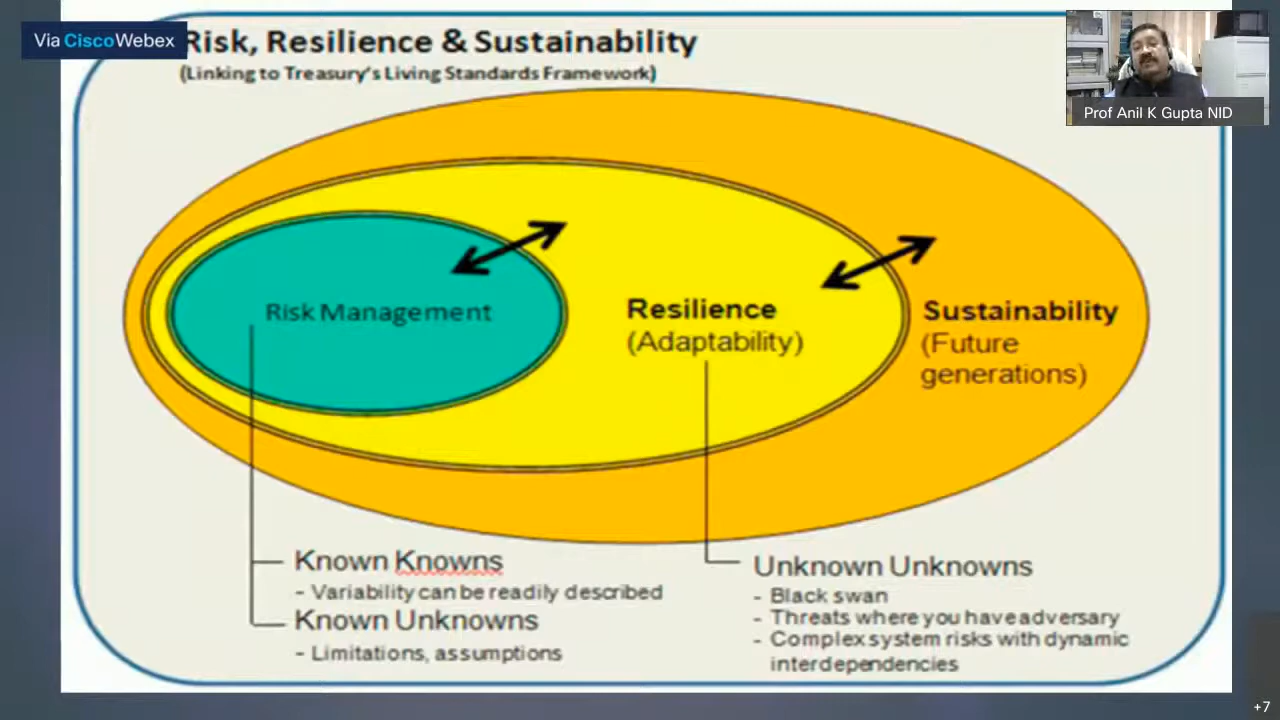 Via CiscoWebex
Risk, Resilience & Sustainability
(Linking to Treasury's Living Standards Framework)
Prof Anil K Gupta NID
Risk Management
Resilience
(Adaptability)
Sustainability
(Future
generations)
Known Knowns
- Variability can be readily described
Known Unknowns
- Limitations, assumptions
Unknown Unknowns
- Black swan
- Threats where you have adversary
- Complex system risks with dynamic
interdependencies
+7